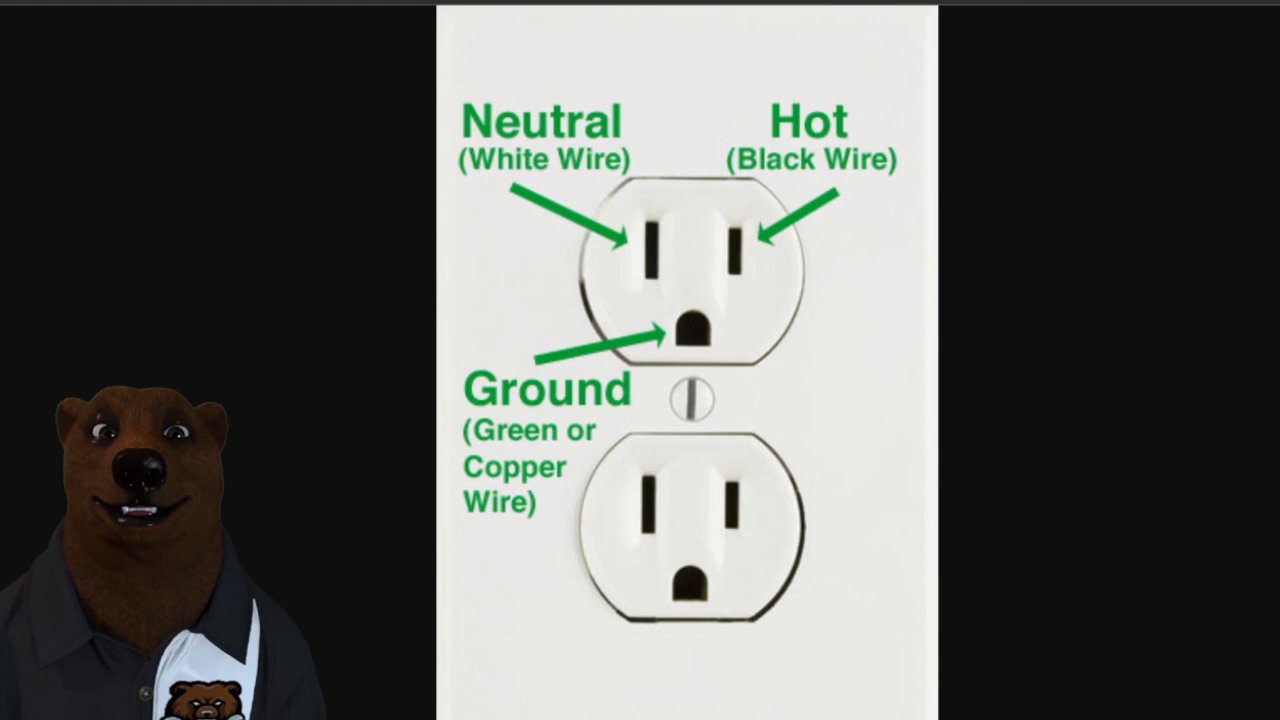 Neutral
(White Wire)
Hot
(Black Wire)
Ground
(Green or
Copper
Wire)